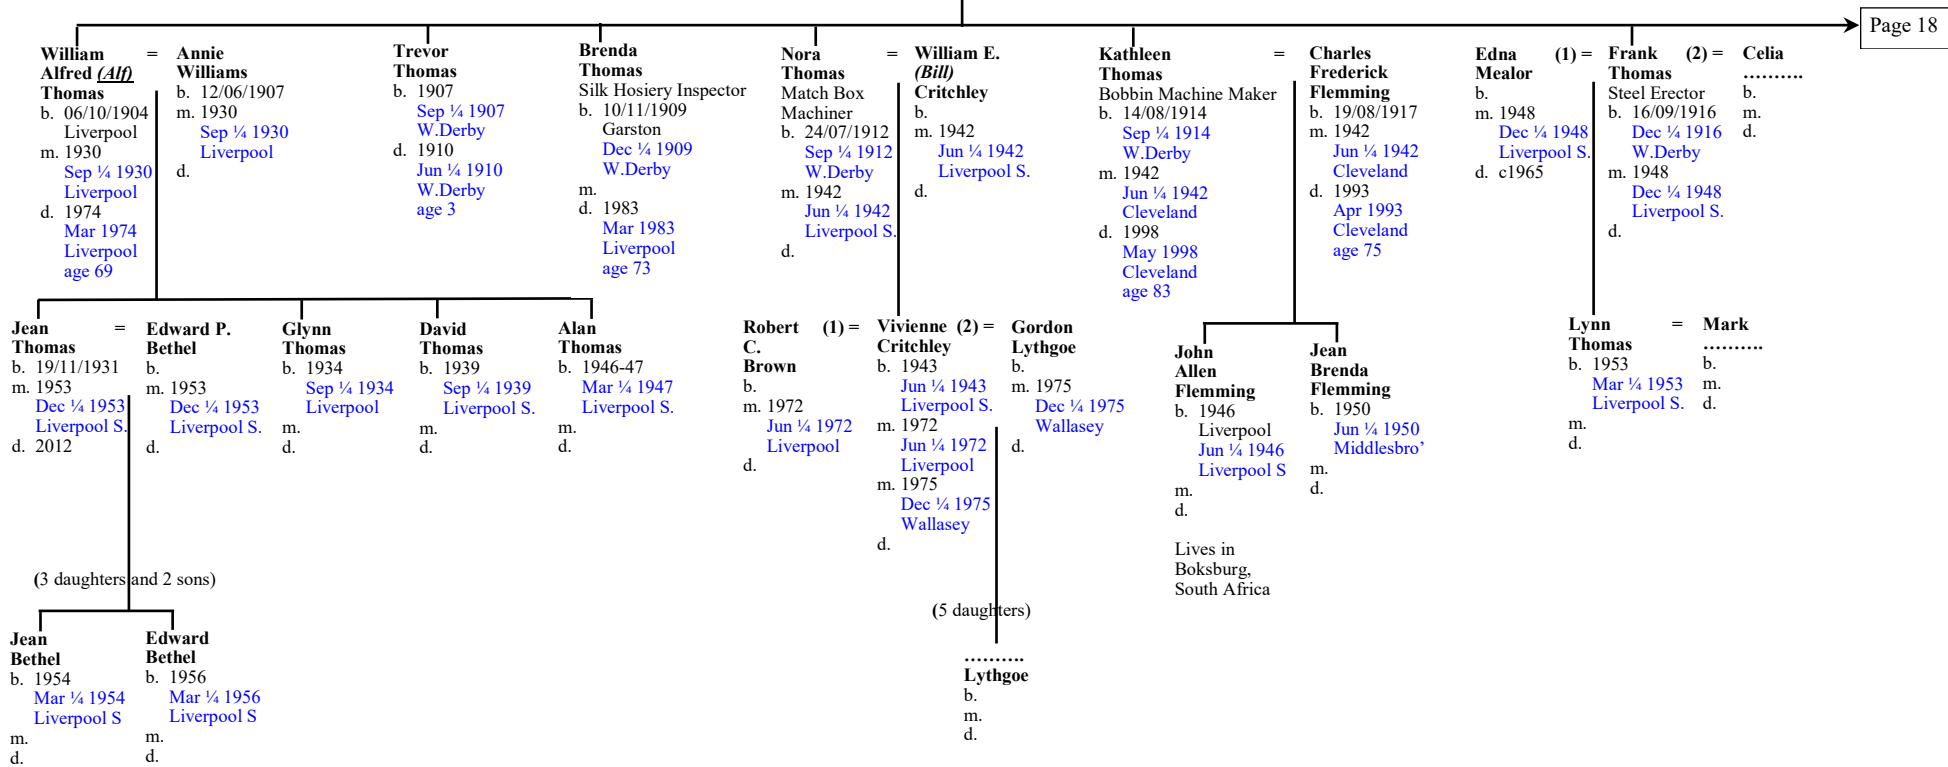 Page 18
William =
Alfred (Alf)
Thomas
b. 06/10/1904
Liverpool
m. 1930
Sep ¼ 1930
Liverpool
d. 1974
Mar 1974
Liverpool
age 69
Annie
Williams
b. 12/06/1907
m. 1930
Sep ¼ 1930
Liverpool
d.
Trevor
Thomas
b. 1907
Sep ¼ 1907
W.Derby
d. 1910
Jun ¼ 1910
W.Derby
age 3
Brenda
Thomas
Silk Hosiery Inspector
b. 10/11/1909
Garston
Dec ¼ 1909
W.Derby
m.
d. 1983
Mar 1983
Liverpool
age 73
Nora =
Thomas
Match Box
Machiner
b. 24/07/1912
Sep ¼ 1912
W.Derby
m. 1942
Jun ¼ 1942
Liverpool S.
d.
William E.
(Bill)
Critchley
b.
m. 1942
Jun ¼ 1942
Liverpool S.
d.
Kathleen =
Thomas
Bobbin Machine Maker
b. 14/08/1914
Sep ¼ 1914
W.Derby
m. 1942
Jun ¼ 1942
Cleveland
d. 1998
May 1998
Cleveland
age 83
Charles
Frederick
Flemming
b. 19/08/1917
m. 1942
Jun ¼ 1942
Cleveland
d. 1993
Apr 1993
Cleveland
age 75
Edna (1) =
Mealor
b.
m. 1948
Dec ¼ 1948
Liverpool S.
d. c1965
Frank (2) =
Thomas
Steel Erector
b. 16/09/1916
Dec ¼ 1916
W.Derby
m. 1948
Dec ¼ 1948
Liverpool S.
d.
Celia
……….
b.
m.
d.
Jean =
Thomas
b. 19/11/1931
m. 1953
Dec ¼ 1953
Liverpool S.
d. 2012
Edward P.
Bethel
b.
m. 1953
Dec ¼ 1953
Liverpool S.
d.
Glynn
Thomas
b. 1934
Sep ¼ 1934
Liverpool
m.
d.
David
Thomas
b. 1939
Sep ¼ 1939
Liverpool S.
m.
d.
Alan
Thomas
b. 1946-47
Mar ¼ 1947
Liverpool S.
m.
d.
Robert (1) =
C.
Brown
b.
m. 1972
Jun ¼ 1972
Liverpool
d.
Vivienne (2) =
Critchley
b. 1943
Jun ¼ 1943
Liverpool S.
m. 1972
Jun ¼ 1972
Liverpool
m. 1975
Dec ¼ 1975
Wallasey
d.
Gordon
Lythgoe
b.
m. 1975
Dec ¼ 1975
Wallasey
d.
John
Allen
Flemming
b. 1946
Liverpool
Jun ¼ 1946
Liverpool S
m.
d.
Lives in
Boksburg,
South Africa
Jean
Brenda
Flemming
b. 1950
Jun ¼ 1950
Middlesbro’
m.
d.
Lynn =
Thomas
b. 1953
Mar ¼ 1953
Liverpool S.
m.
d.
Mark
……….
b.
m.
d.
(3 daughters and 2 sons)
(5 daughters)
Jean
Bethel
b. 1954
Mar ¼ 1954
Liverpool S
m.
d.
Edward
Bethel
b. 1956
Mar ¼ 1956
Liverpool S
m.
d.
……….
Lythgoe
b.
m.
d.